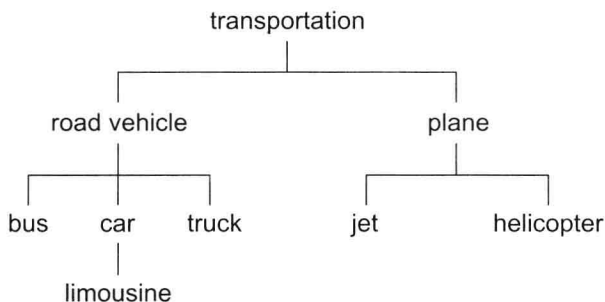 transportation
road vehicle plane
bus car truck jet helicopter
limousine